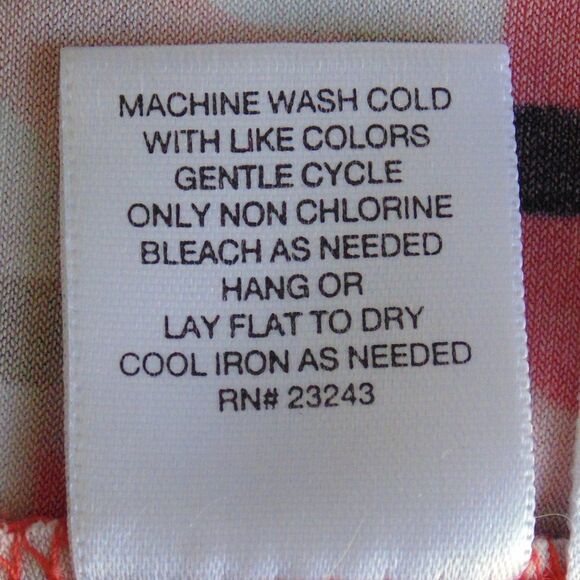 MACHINE WASH COLD
WITH LIKE COLORS
GENTLE CYCLE
ONLY NON CHLORINE
BLEACH AS NEEDED
HANG OR
LAY FLAT TO DRY
COOL IRON AS NEEDED
RN# 23243